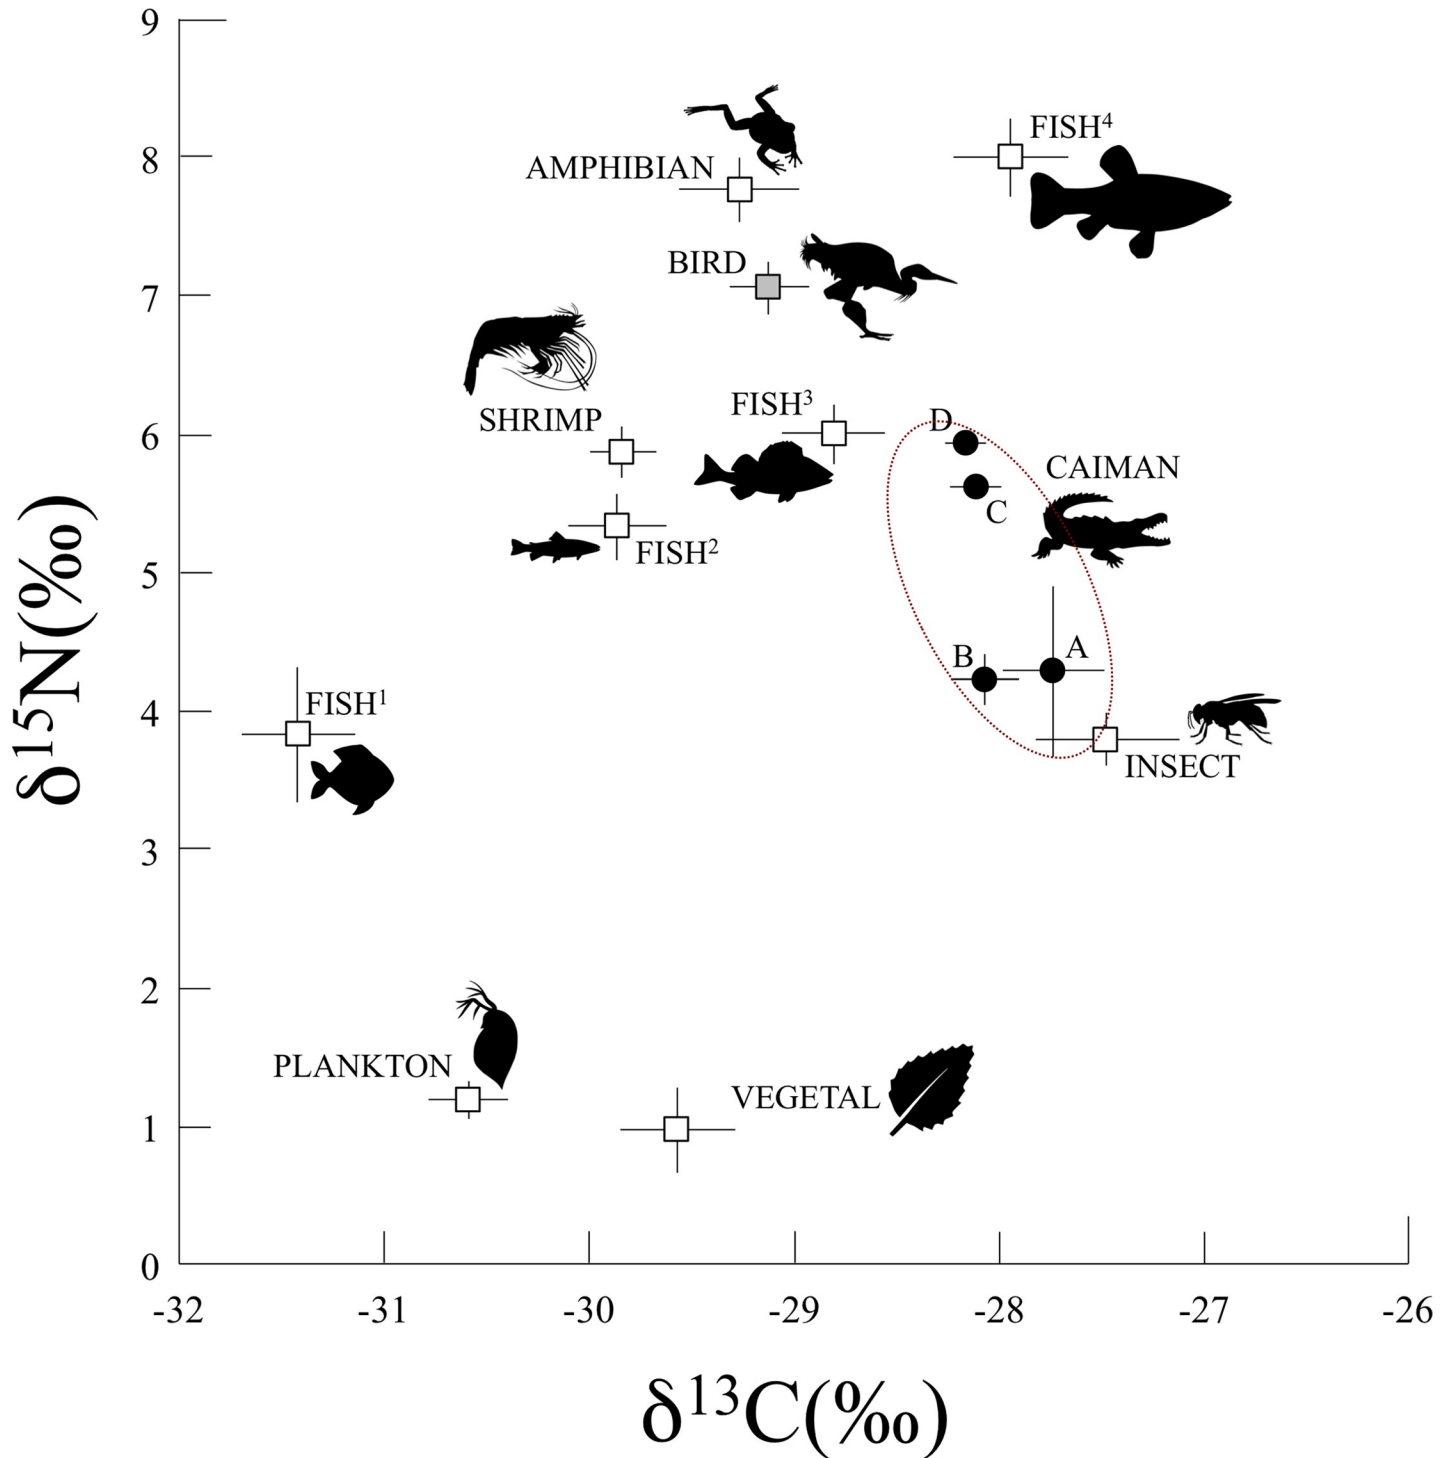 9
FISH⁴
8
AMPHIBIAN
BIRD
7
FISH³
SHRIMP
6
D
CAIMAN
C
FISH²
5
B
A
FISH¹
4
INSECT
3
2
PLANKTON
VEGETAL
1
0
δ¹⁵N(‰)
-32 -31 -30 -29 -28 -27 -26
δ¹³C(‰)